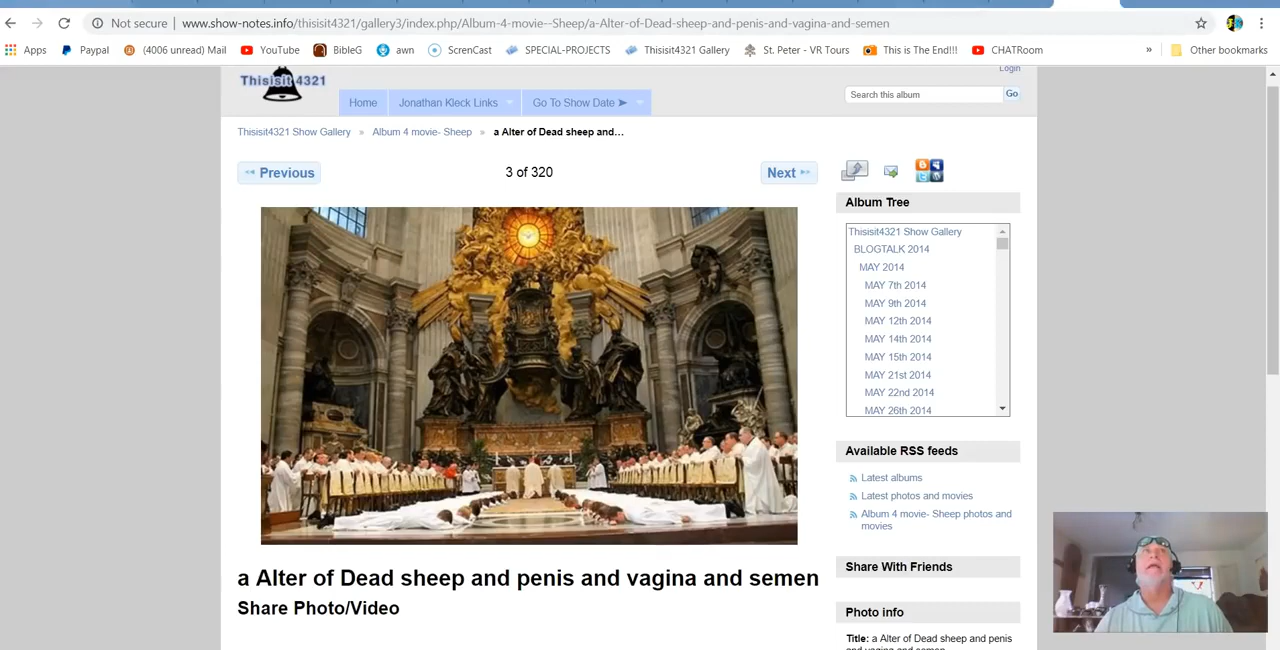 Not secure | www.show-notes.info/thisisit4321/gallery3/index.php/Album-4-movie--Sheep/a-Alter-of-Dead-sheep-and-penis-and-vagina-and-semen
Apps Paypal (4006 unread) Mail YouTube BibleG awn ScrenCast SPECIAL-PROJECTS Thisisit4321 Gallery St. Peter - VR Tours This is The End!!! CHATRoom » Other bookmarks
Thisisit 4321
Login
Home Jonathan Kleck Links Go To Show Date ➤
Search this album Go
Thisisit4321 Show Gallery » Album 4 movie- Sheep » a Alter of Dead sheep and…
Previous 3 of 320 Next
Album Tree
Thisisit4321 Show Gallery
BLOGTALK 2014
MAY 2014
MAY 7th 2014
MAY 9th 2014
MAY 12th 2014
MAY 14th 2014
MAY 15th 2014
MAY 21st 2014
MAY 22nd 2014
MAY 26th 2014
Available RSS feeds
Latest albums
Latest photos and movies
Album 4 movie- Sheep photos and
movies
Share With Friends
a Alter of Dead sheep and penis and vagina and semen
Share Photo/Video
Photo info
Title: a Alter of Dead sheep and penis
and vagina and semen